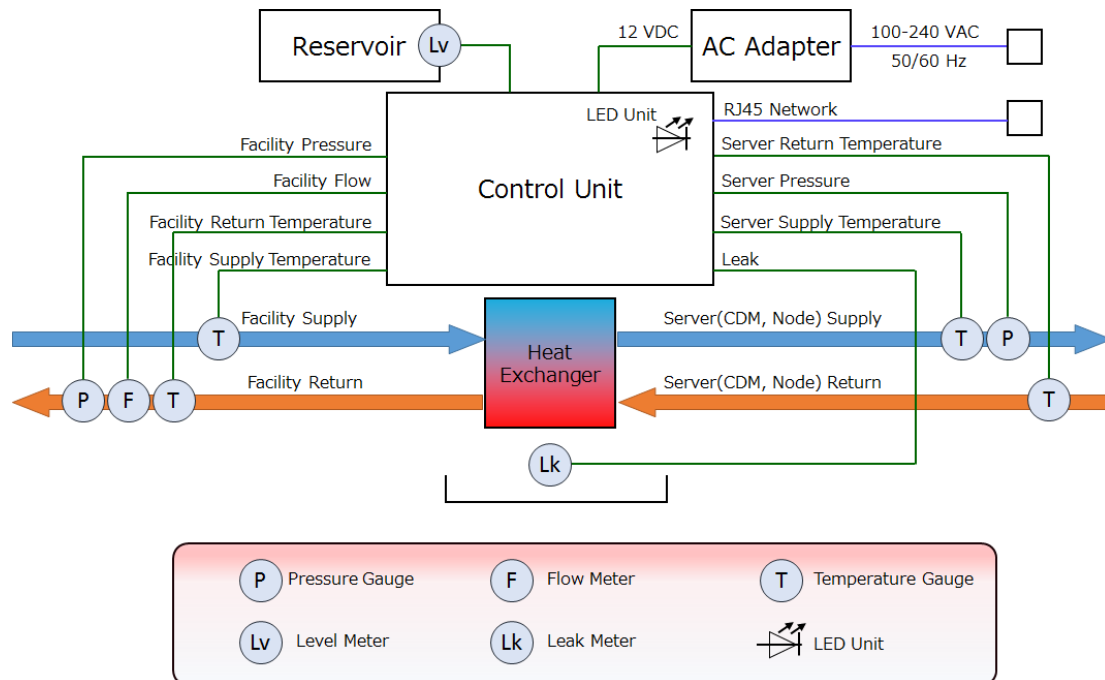 Reservoir
Lv
12 VDC
AC Adapter
100-240 VAC
50/60 Hz
LED Unit
RJ45 Network
Facility Pressure
Server Return Temperature
Facility Flow
Control Unit
Server Pressure
Facility Return Temperature
Server Supply Temperature
Facility Supply Temperature
Leak
T
Facility Supply
Server(CDM, Node) Supply
T
P
Heat
Exchanger
P
F
T
Facility Return
Server(CDM, Node) Return
T
Lk
P
Pressure Gauge
F
Flow Meter
T
Temperature Gauge
Lv
Level Meter
Lk
Leak Meter
LED Unit